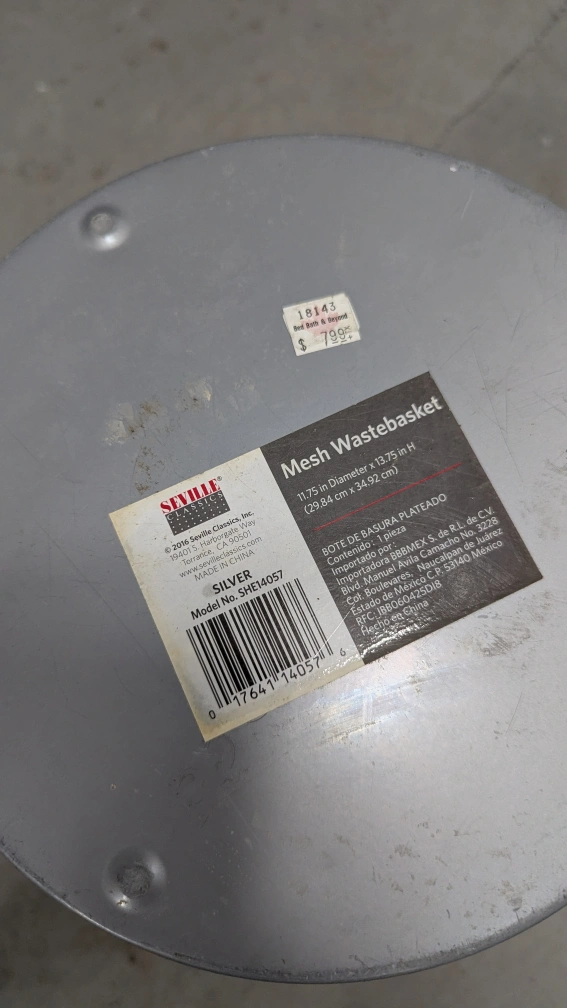 18143
Bed Bath & Beyond
$ 799
Mesh Wastebasket
11.75 in Diameter x 13.75 in H
(29.84 cm x 34.92 cm)
BOTE DE BASURA PLATEADO
Contenido: 1 pieza
Importado por:
Importadora BBBMEX S. de R.L. de C.V.
Blvd. Manuel Avila Camacho No. 3228
Col. Boulevares, Naucalpan de Juárez
Estado de México C.P. 53140 México
RFC: IBB060425DI8
Hecho en China
SEVILLE®
CLASSICS
© 2016 Seville Classics, Inc.
19401 S. Harborgate Way
Torrance, CA 90501
www.sevilleclassics.com
MADE IN CHINA
SILVER
Model No. SHE14057
0 17641 14057 6